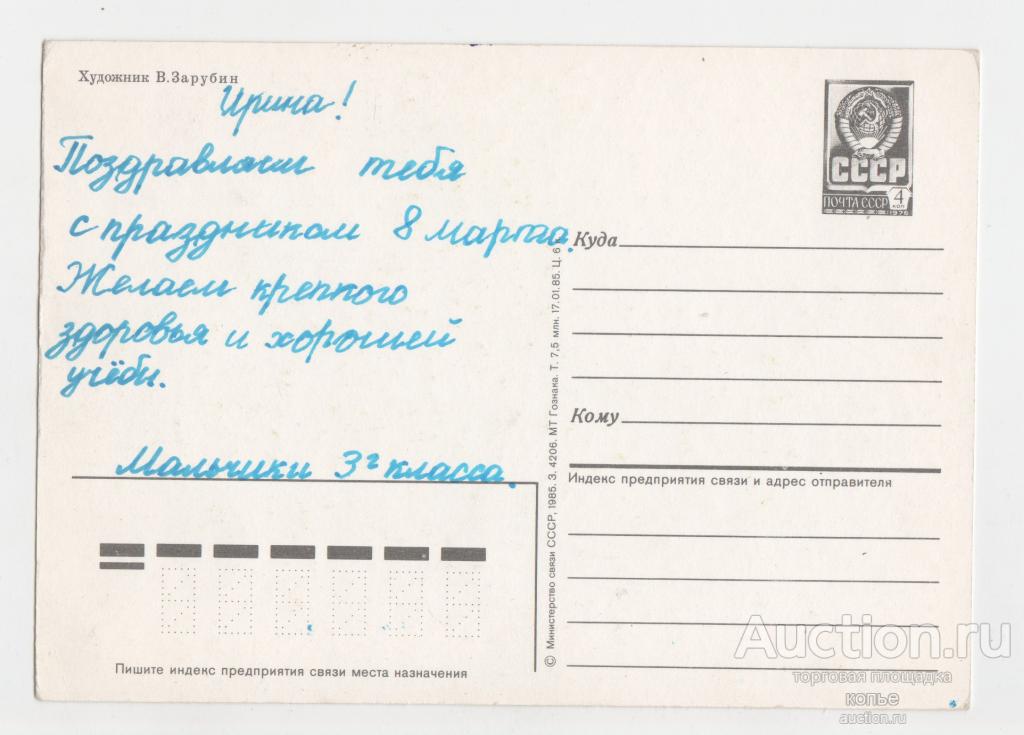 Художник В.Зарубин
Ирина!
Поздравляем тебя
с праздником 8 марта.
Желаем крепкого
здоровья и хорошей
учёбы.
Мальчики 3г класса.
Пишите индекс предприятия связи места назначения
© Министерство связи СССР, 1985. З. 4206. МТ Гознака. Т. 7,5 млн. 17.01.85. Ц. 6 к.
СССР
ПОЧТА СССР 4
КОП
1976
Куда
Кому
Индекс предприятия связи и адрес отправителя
Auction.ru
торговая площадка
копье
auction.ru